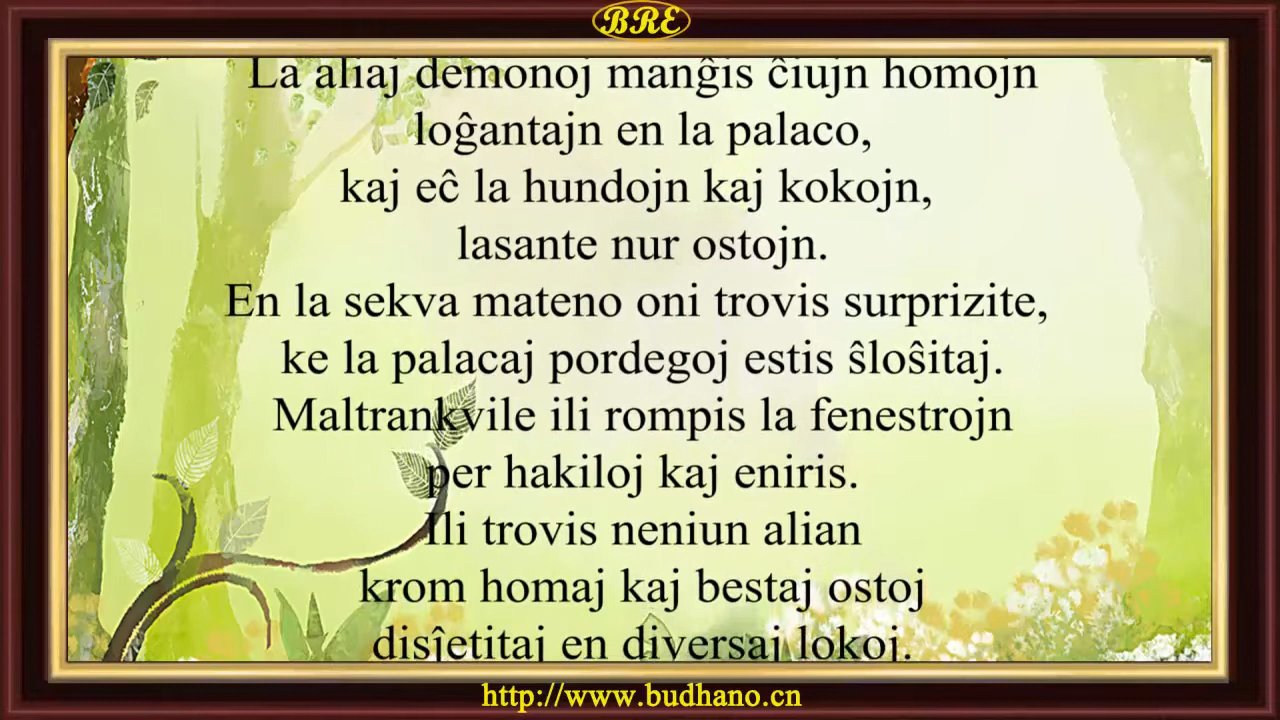 BRE
La aliaj demonoj manĝis ĉiujn homojn
loĝantajn en la palaco,
kaj eĉ la hundojn kaj kokojn,
lasante nur ostojn.
En la sekva mateno oni trovis surprizite,
ke la palacaj pordegoj estis ŝlositaj.
Maltrankvile ili rompis la fenestrojn
per hakiloj kaj eniris.
Ili trovis neniun alian
krom homaj kaj bestaj ostoj
disĵetitaj en diversaj lokoj.
http://www.budhano.cn